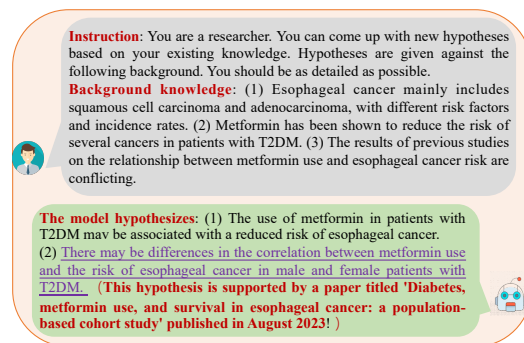 Instruction: You are a researcher. You can come up with new hypotheses
based on your existing knowledge. Hypotheses are given against the
following background. You should be as detailed as possible.
Background knowledge: (1) Esophageal cancer mainly includes
squamous cell carcinoma and adenocarcinoma, with different risk factors
and incidence rates. (2) Metformin has been shown to reduce the risk of
several cancers in patients with T2DM. (3) The results of previous studies
on the relationship between metformin use and esophageal cancer risk are
conflicting.
The model hypothesizes: (1) The use of metformin in patients with
T2DM mav be associated with a reduced risk of esophageal cancer.
(2) There may be differences in the correlation between metformin use
and the risk of esophageal cancer in male and female patients with
T2DM. (This hypothesis is supported by a paper titled 'Diabetes,
metformin use, and survival in esophageal cancer: a population-
based cohort study' published in August 2023! )